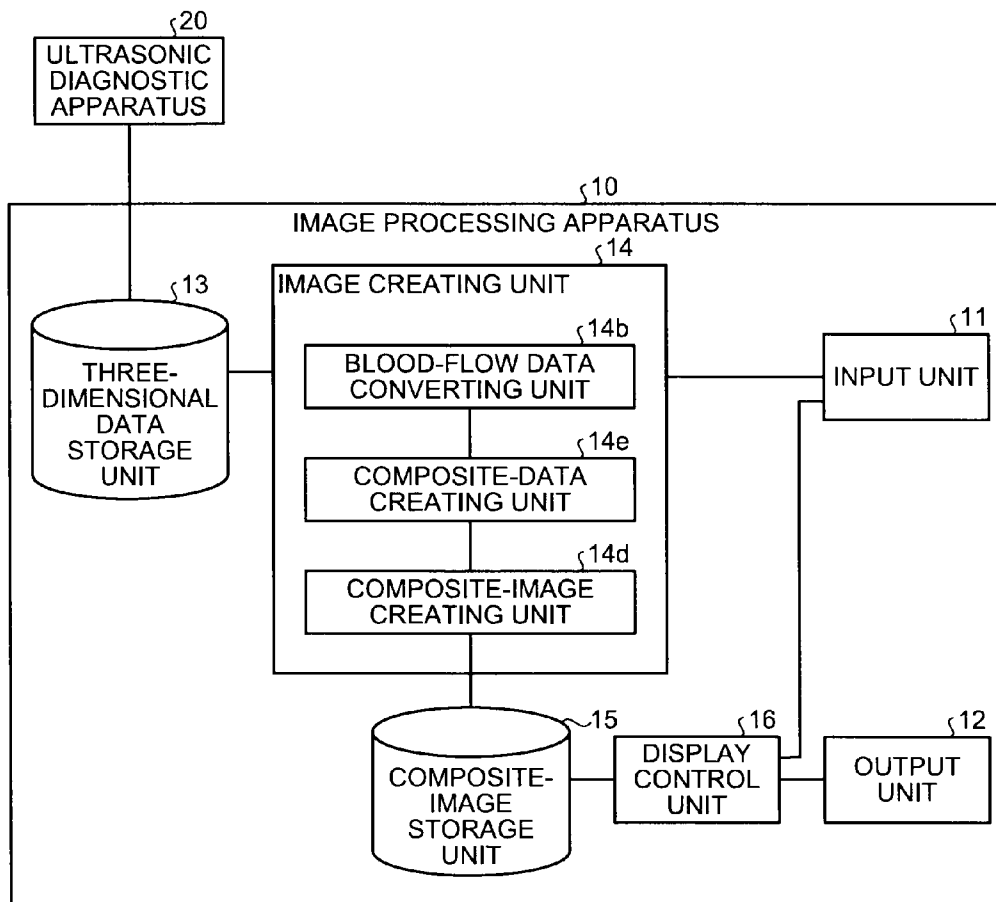 20
ULTRASONIC
DIAGNOSTIC
APPARATUS
10
IMAGE PROCESSING APPARATUS
13
THREE-
DIMENSIONAL
DATA
STORAGE
UNIT
14
IMAGE CREATING UNIT
14b
BLOOD-FLOW DATA
CONVERTING UNIT
14e
COMPOSITE-DATA
CREATING UNIT
14d
COMPOSITE-IMAGE
CREATING UNIT
11
INPUT UNIT
15
COMPOSITE-
IMAGE
STORAGE
UNIT
16
DISPLAY
CONTROL
UNIT
12
OUTPUT
UNIT